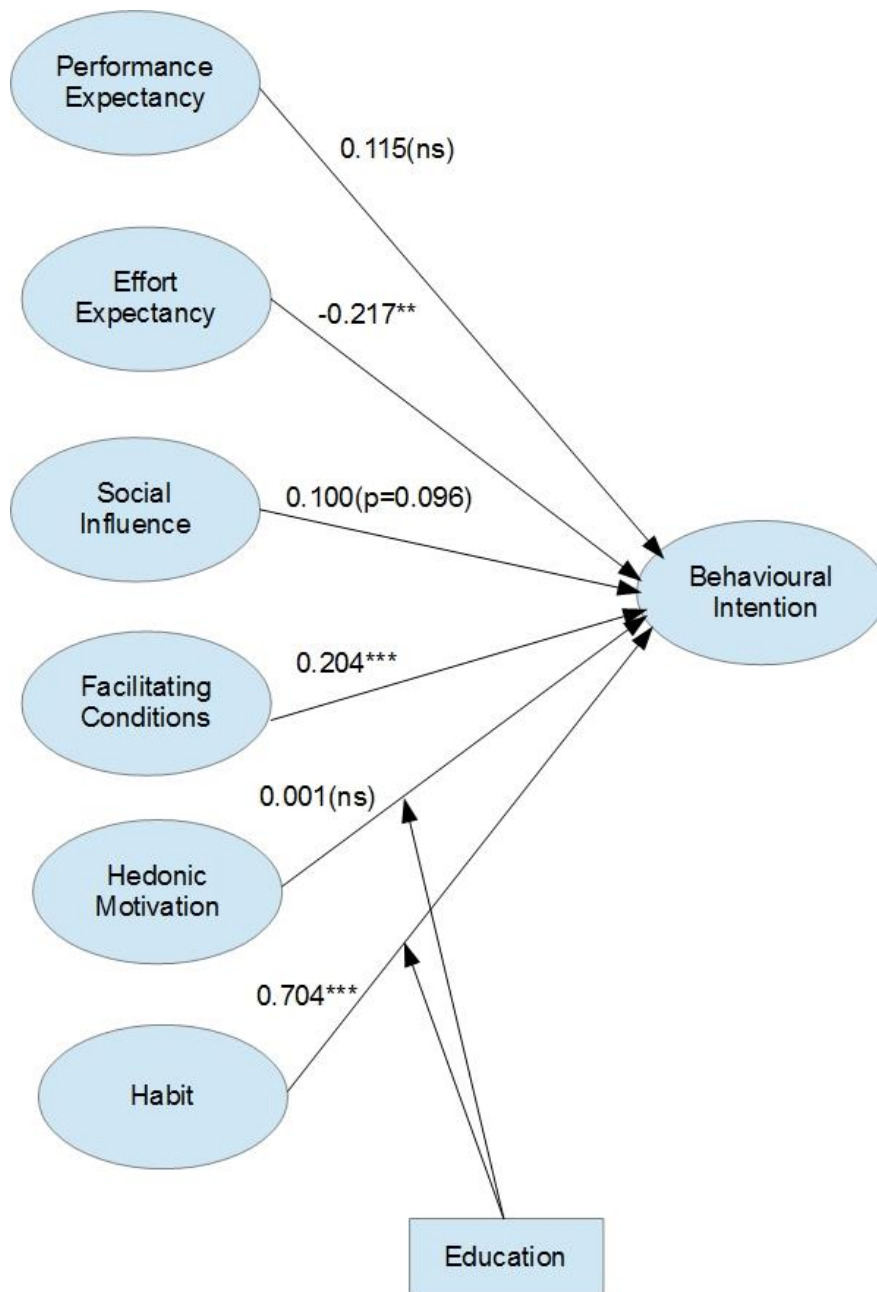 Performance
Expectancy
0.115(ns)
Effort
Expectancy
-0.217**
Social
Influence
0.100(p=0.096)
Behavioural
Intention
Facilitating
Conditions
0.204***
0.001(ns)
Hedonic
Motivation
0.704***
Habit
Education